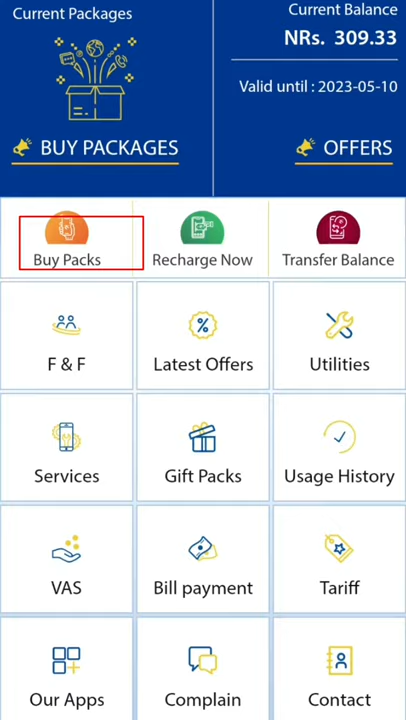 Current Packages
Current Balance
NRs. 309.33
Valid until : 2023-05-10
BUY PACKAGES
OFFERS
Buy Packs
Recharge Now
Transfer Balance
F & F
Latest Offers
Utilities
Services
Gift Packs
Usage History
VAS
Bill payment
Tariff
Our Apps
Complain
Contact